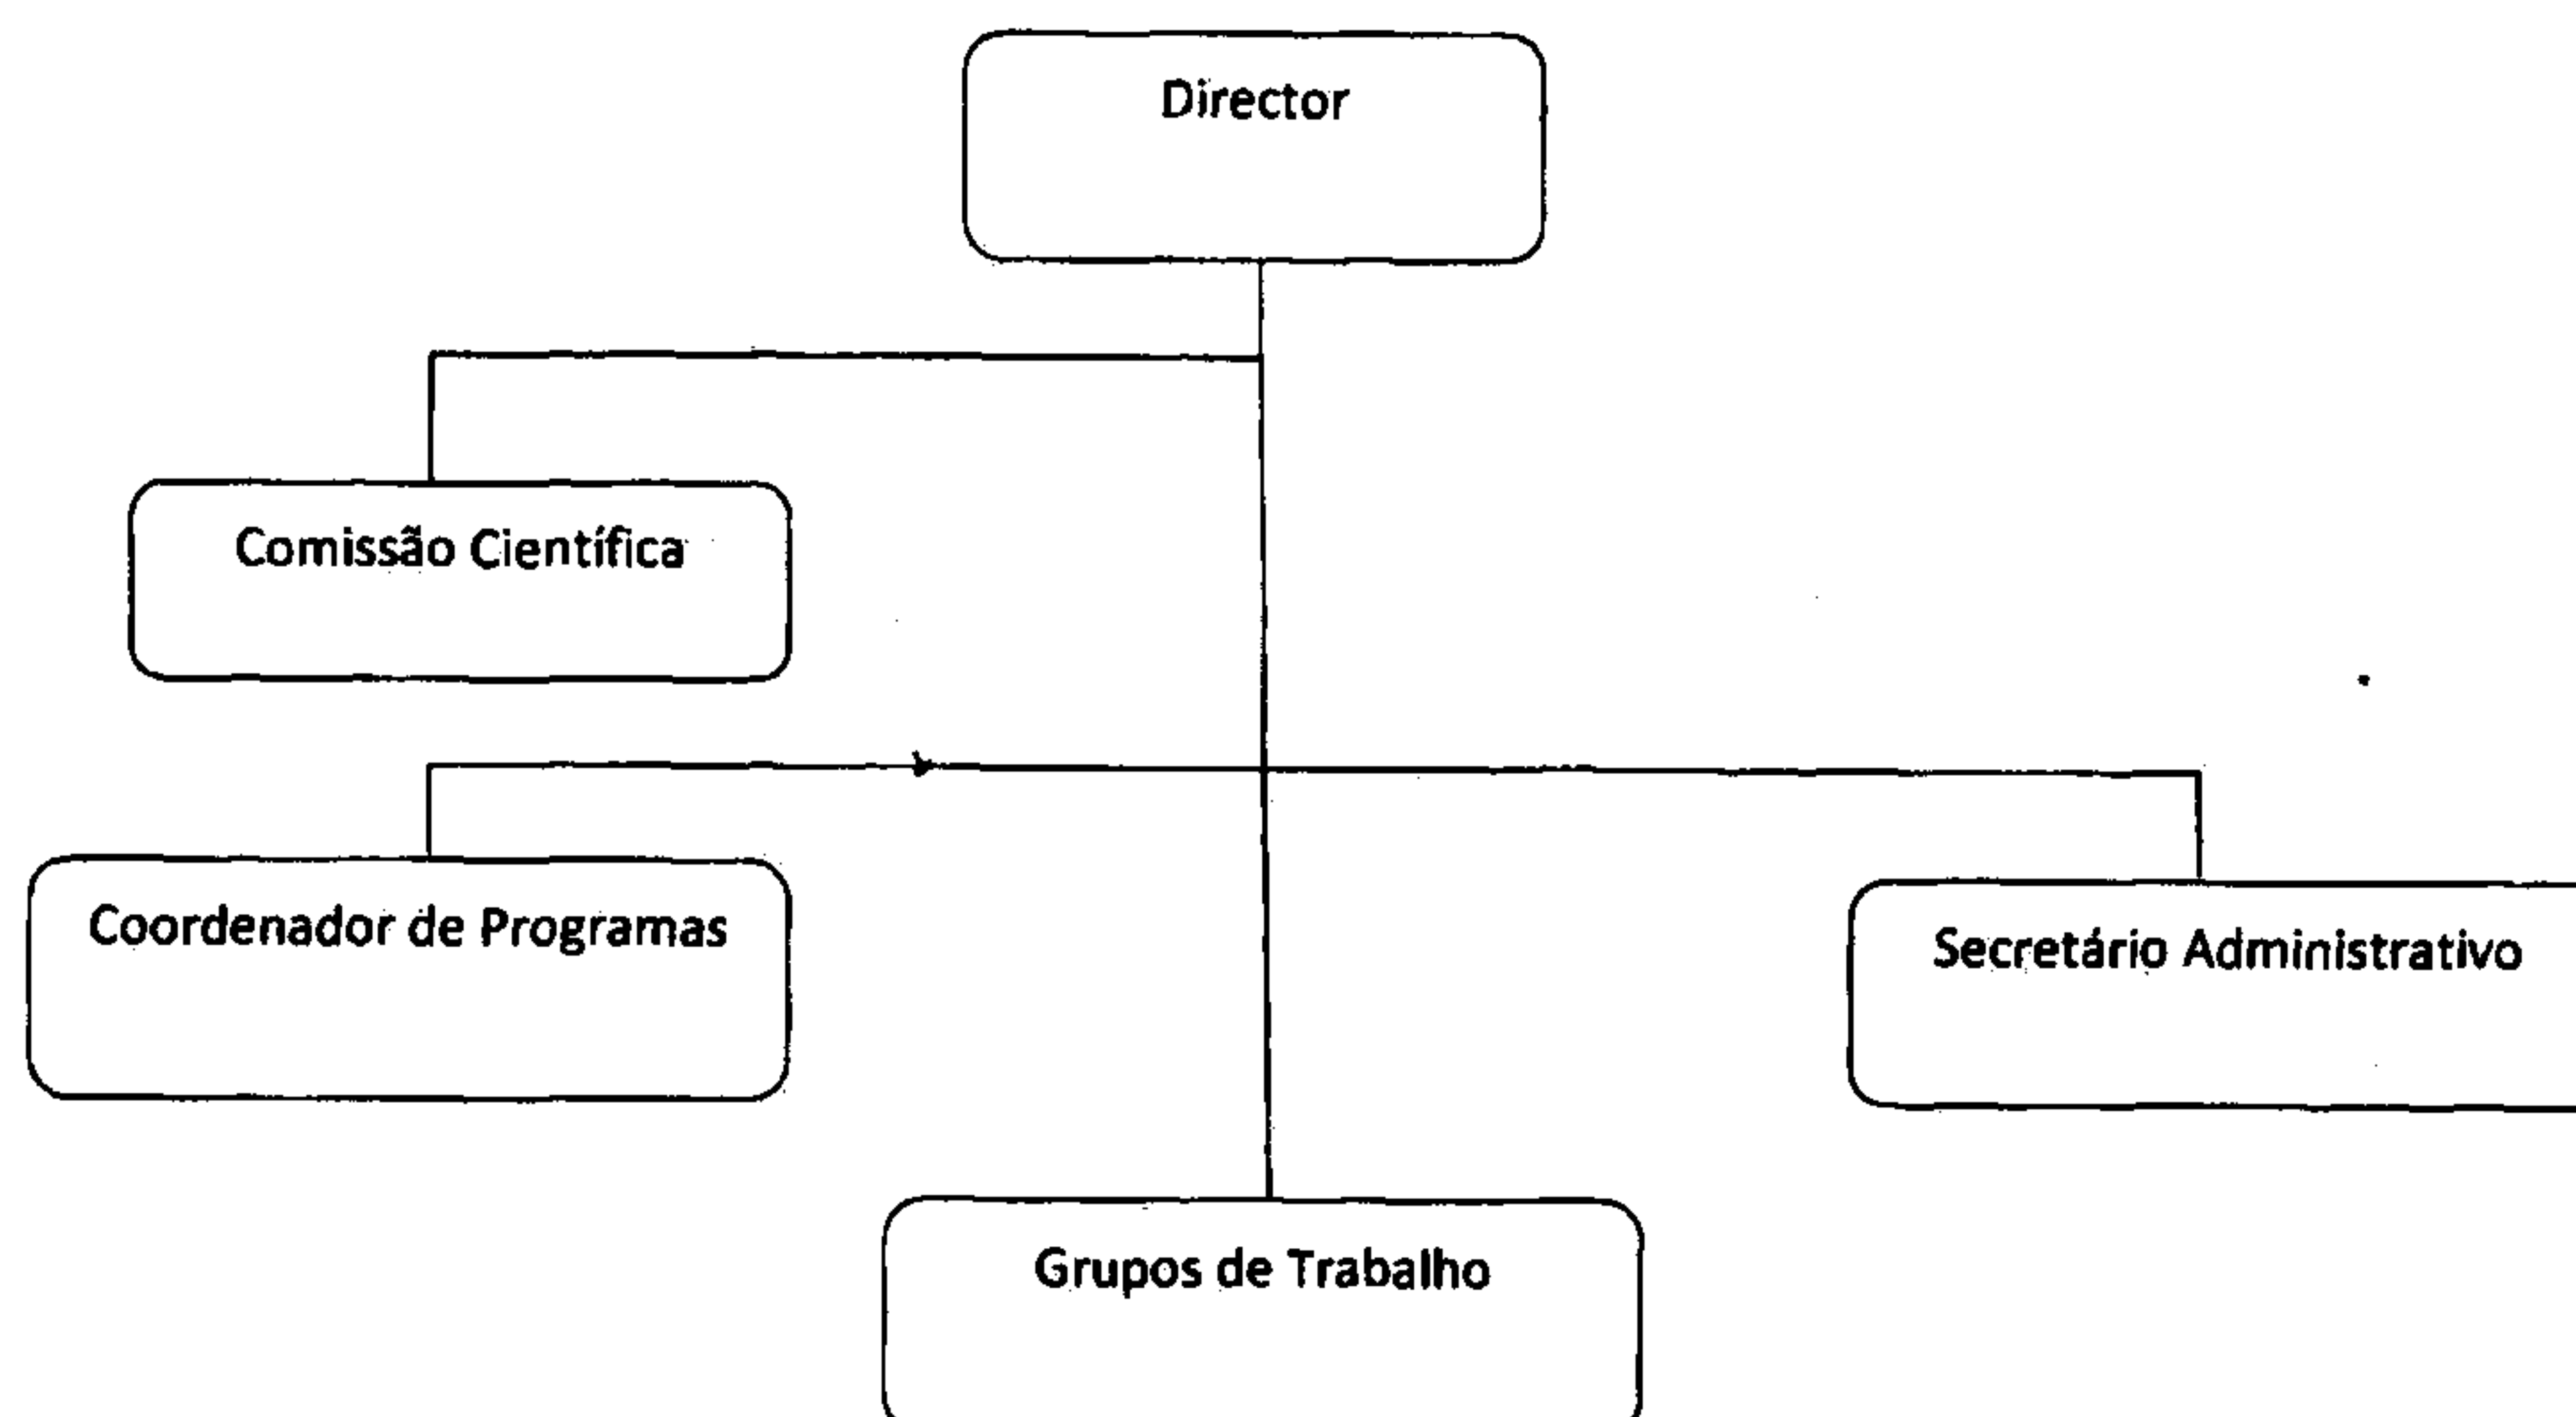 Director
Comissão Científica
Coordenador de Programas
Secretário Administrativo
Grupos de Trabalho